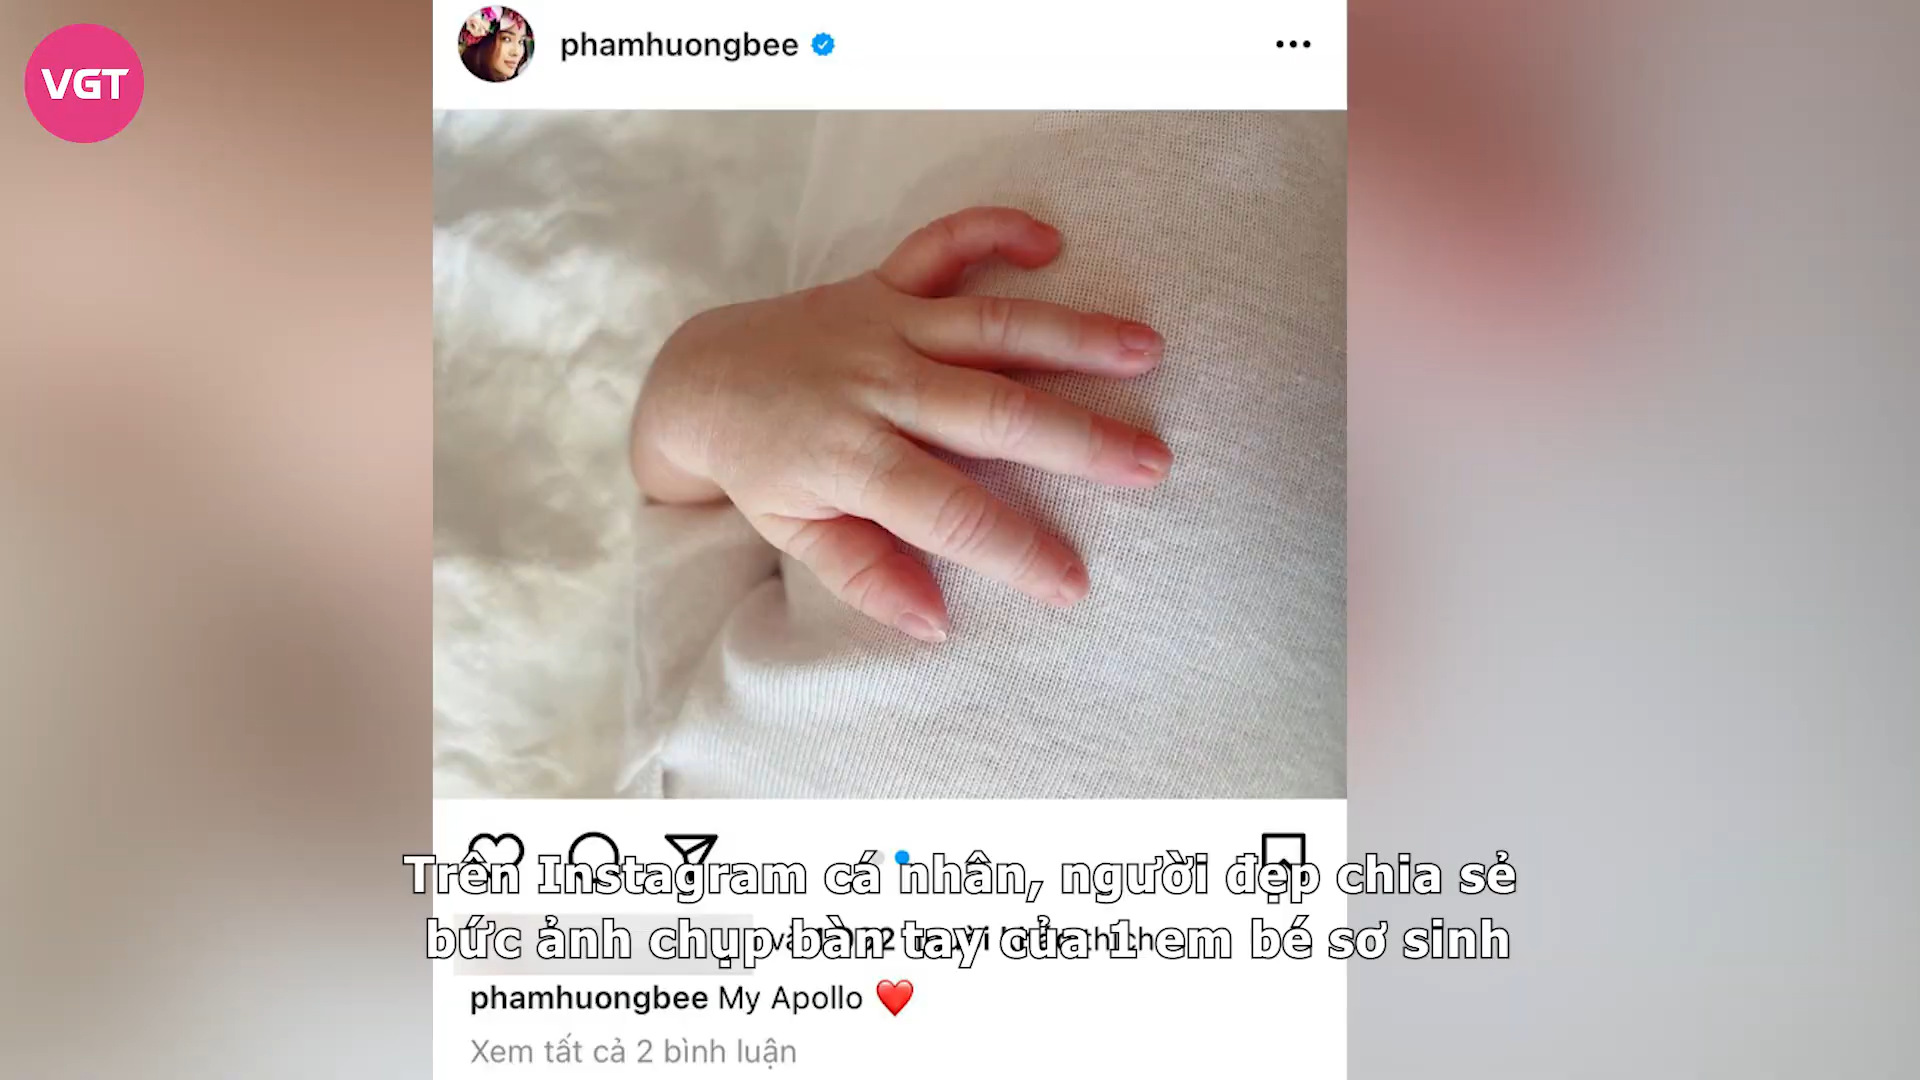 VGT
phamhuongbee
Trên Instagram cá nhân, người đẹp chia sẻ
bức ảnh chụp bàn tay của 1 em bé sơ sinh
phamhuongbee My Apollo ❤️
Xem tất cả 2 bình luận